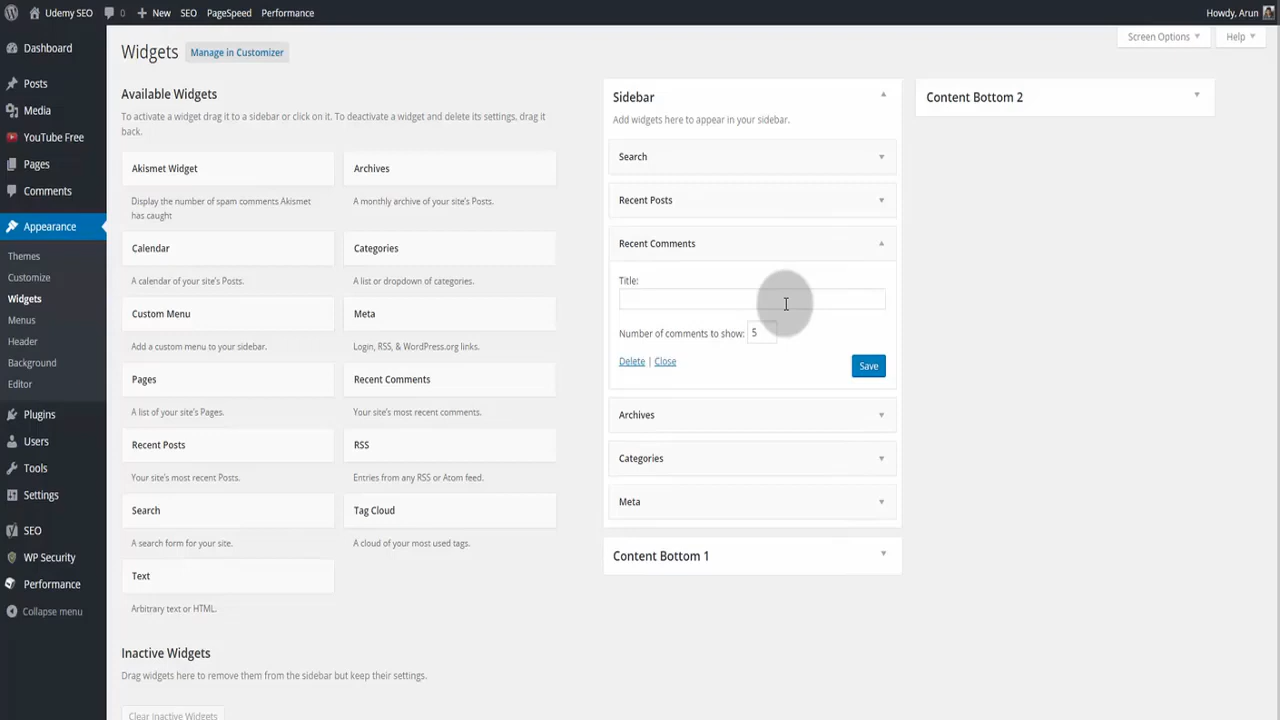 Udemy SEO 0 New SEO PageSpeed Performance Howdy, Arun
Screen Options Help
Dashboard
Posts
Media
YouTube Free
Pages
Comments
Appearance
Themes
Customize
Widgets
Menus
Header
Background
Editor
Plugins
Users
Tools
Settings
SEO
WP Security
Performance
Collapse menu
Widgets Manage in Customizer
Available Widgets
To activate a widget drag it to a sidebar or click on it. To deactivate a widget and delete its settings, drag it
back.
Akismet Widget
Display the number of spam comments Akismet
has caught
Archives
A monthly archive of your site's Posts.
Calendar
A calendar of your site's Posts.
Categories
A list or dropdown of categories.
Custom Menu
Add a custom menu to your sidebar.
Meta
Login, RSS, & WordPress.org links.
Pages
A list of your site's Pages.
Recent Comments
Your site's most recent comments.
Recent Posts
Your site's most recent Posts.
RSS
Entries from any RSS or Atom feed.
Search
A search form for your site.
Tag Cloud
A cloud of your most used tags.
Text
Arbitrary text or HTML.
Inactive Widgets
Drag widgets here to remove them from the sidebar but keep their settings.
Clear Inactive Widgets
Sidebar
Add widgets here to appear in your sidebar.
Search
Recent Posts
Recent Comments
Title:
Number of comments to show: 5
Delete | Close
Save
Archives
Categories
Meta
Content Bottom 1
Content Bottom 2